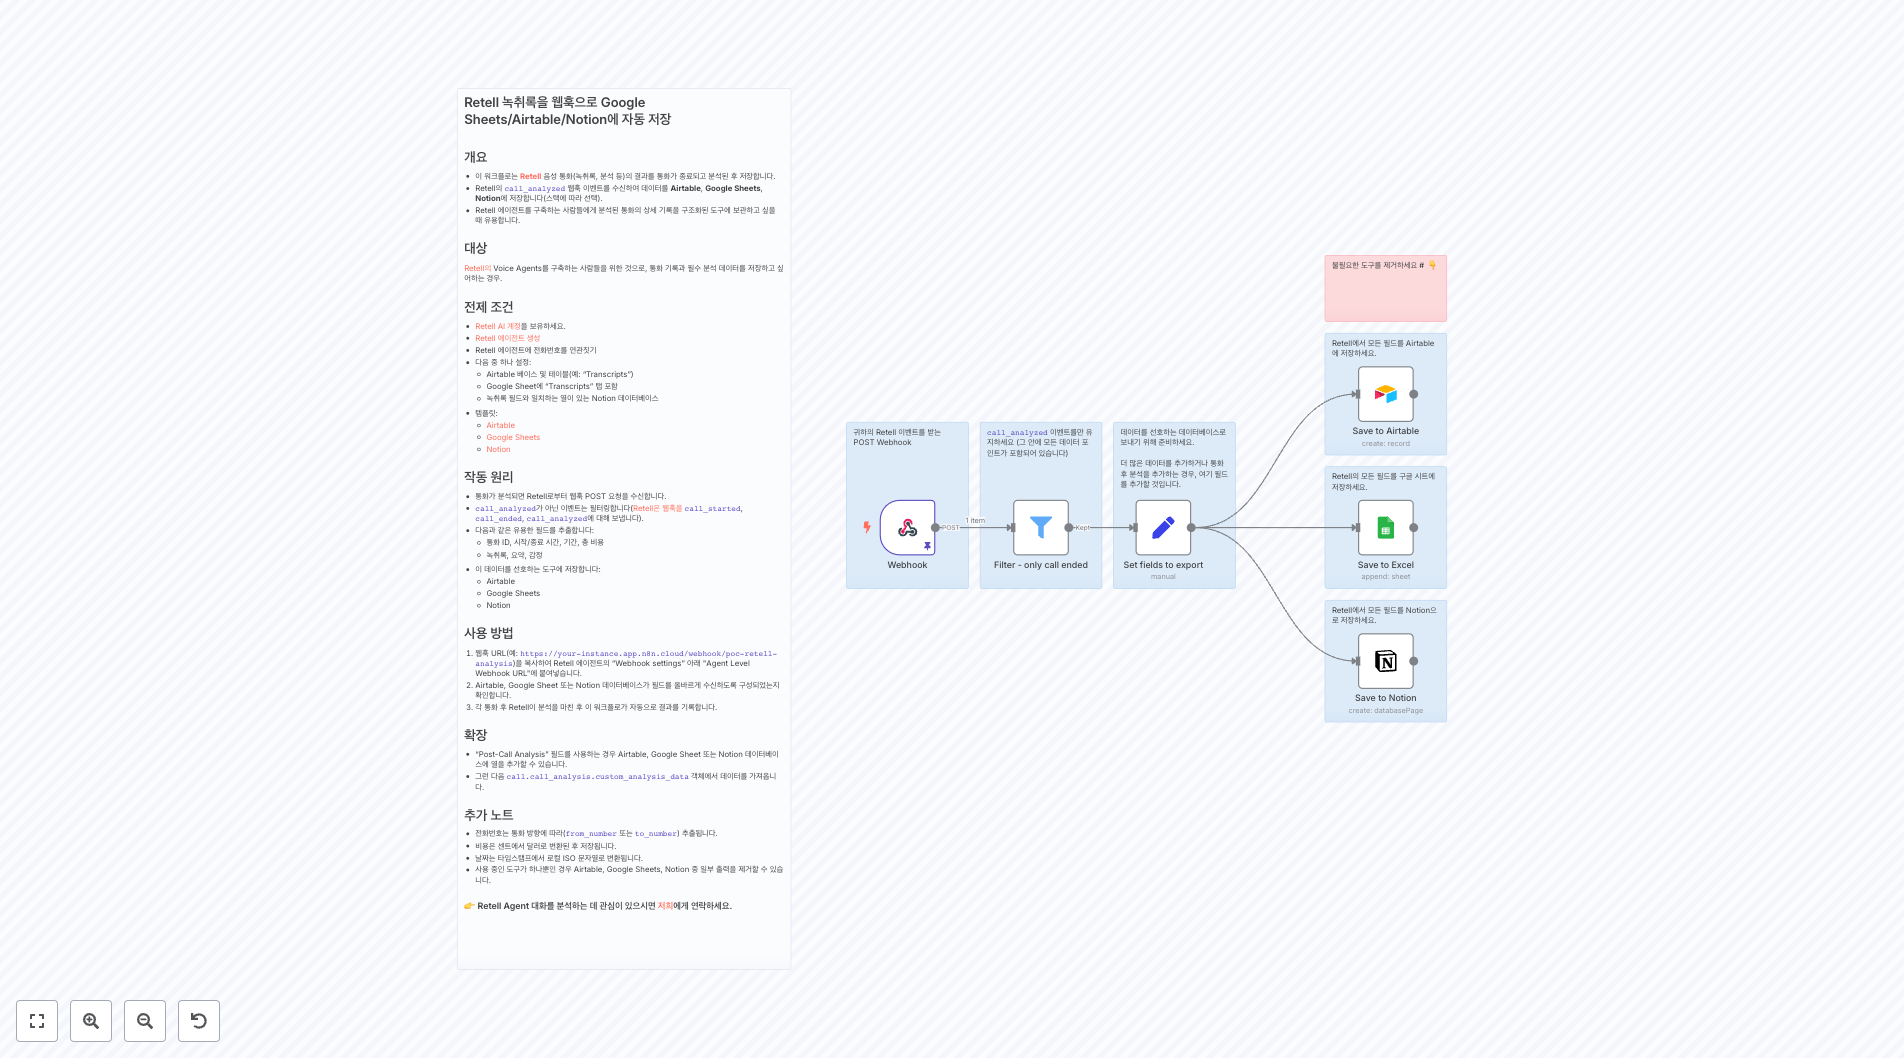 Retell 녹취록을 웹훅으로 Google
Sheets/Airtable/Notion에 자동 저장
개요
이 워크플로는 Retell 음성 통화(녹취록, 분석 등)의 결과를 통화가 종료되고 분석된 후 저장합니다.
Retell의 call_analyzed 웹훅 이벤트를 수신하여 데이터를 Airtable, Google Sheets,
Notion에 저장합니다(스택에 따라 선택).
Retell 에이전트를 구축하는 사람들에게 분석된 통화의 상세 기록을 구조화된 도구에 보관하고 싶을
때 유용합니다.
대상
Retell의 Voice Agents를 구축하는 사람들을 위한 것으로, 통화 기록과 필수 분석 데이터를 저장하고 싶
어하는 경우.
전제 조건
Retell AI 계정을 보유하세요.
Retell 에이전트 생성
Retell 에이전트에 전화번호를 연관짓기
다음 중 하나 설정:
Airtable 베이스 및 테이블(예: “Transcripts”)
Google Sheet에 “Transcripts” 탭 포함
녹취록 필드와 일치하는 열이 있는 Notion 데이터베이스
템플릿:
Airtable
Google Sheets
Notion
작동 원리
통화가 분석되면 Retell로부터 웹훅 POST 요청을 수신합니다.
call_analyzed가 아닌 이벤트는 필터링합니다(Retell은 웹훅을 call_started,
call_ended, call_analyzed에 대해 보냅니다).
다음과 같은 유용한 필드를 추출합니다:
통화 ID, 시작/종료 시간, 기간, 총 비용
녹취록, 요약, 감정
이 데이터를 선호하는 도구에 저장합니다:
Airtable
Google Sheets
Notion
사용 방법
1. 웹훅 URL(예: https://your-instance.app.n8n.cloud/webhook/poc-retell-
analysis)을 복사하여 Retell 에이전트의 “Webhook settings” 아래 “Agent Level
Webhook URL”에 붙여넣습니다.
2. Airtable, Google Sheet 또는 Notion 데이터베이스가 필드를 올바르게 수신하도록 구성되었는지
확인합니다.
3. 각 통화 후 Retell이 분석을 마친 후 이 워크플로가 자동으로 결과를 기록합니다.
확장
“Post-Call Analysis” 필드를 사용하는 경우 Airtable, Google Sheet 또는 Notion 데이터베이
스에 열을 추가할 수 있습니다.
그런 다음 call.call_analysis.custom_analysis_data 객체에서 데이터를 가져옵니
다.
추가 노트
전화번호는 통화 방향에 따라(from_number 또는 to_number) 추출됩니다.
비용은 센트에서 달러로 변환된 후 저장됩니다.
날짜는 타임스탬프에서 로컬 ISO 문자열로 변환됩니다.
사용 중인 도구가 하나뿐인 경우 Airtable, Google Sheets, Notion 중 일부 출력을 제거할 수 있습
니다.
👉 Retell Agent 대화를 분석하는 데 관심이 있으시면 저희에게 연락하세요.
귀하의 Retell 이벤트를 받는
POST Webhook
Webhook
POST
1 item
call_analyzed 이벤트를만 유
지하세요 (그 안에 모든 데이터 포
인트가 포함되어 있습니다)
Filter - only call ended
Kept
데이터를 선호하는 데이터베이스로
보내기 위해 준비하세요.
더 많은 데이터를 추가하거나 통화
후 분석을 추가하는 경우, 여기 필드
를 추가할 것입니다.
Set fields to export
manual
불필요한 도구를 제거하세요 # 👇
Retell에서 모든 필드를 Airtable
에 저장하세요.
Save to Airtable
create: record
Retell의 모든 필드를 구글 시트에
저장하세요.
Save to Excel
append: sheet
Retell에서 모든 필드를 Notion으
로 저장하세요.
Save to Notion
create: databasePage